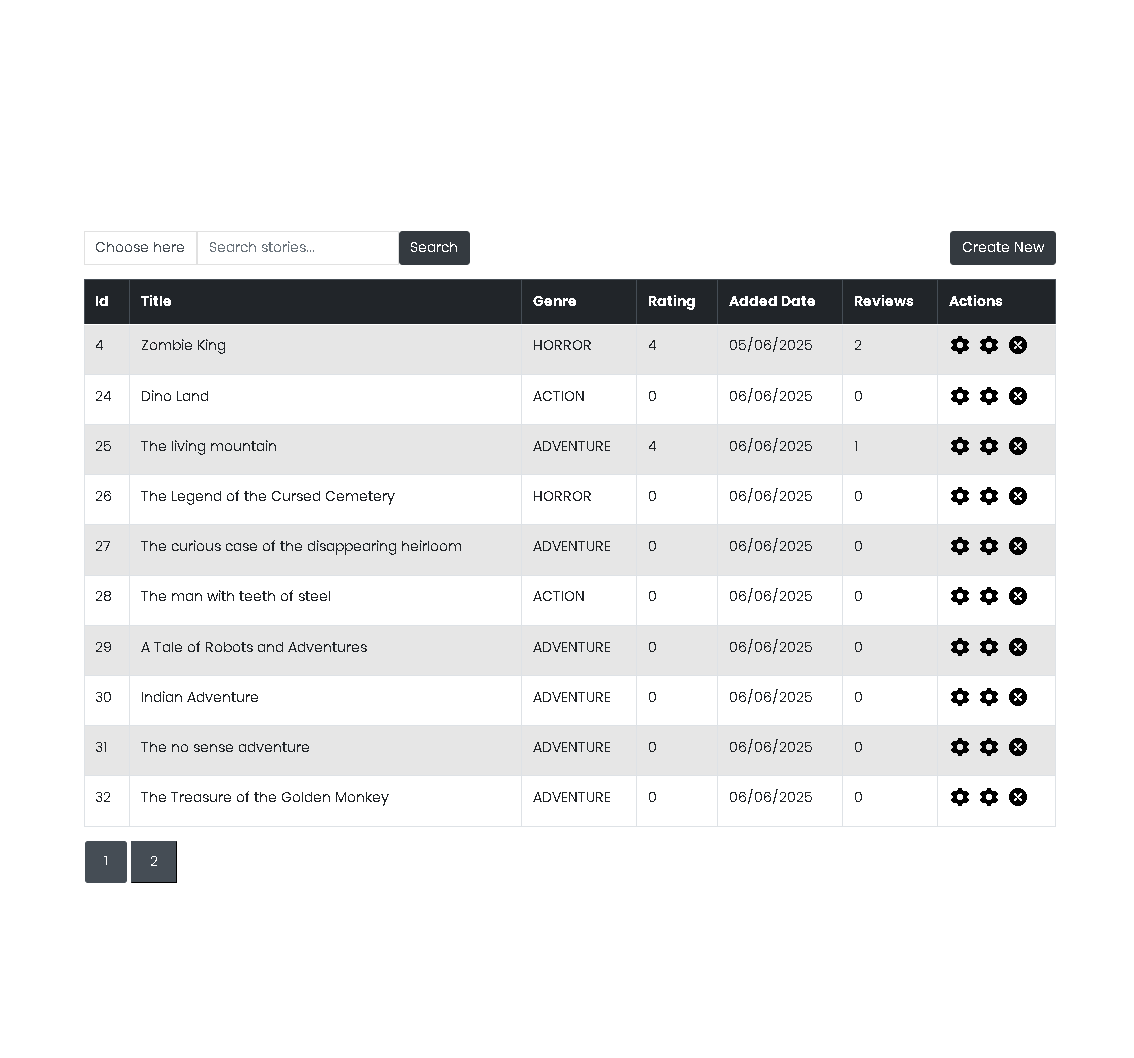 Choose here Search stories... Search Create New
Id Title Genre Rating Added Date Reviews Actions
4 Zombie King HORROR 4 05/06/2025 2
24 Dino Land ACTION 0 06/06/2025 0
25 The living mountain ADVENTURE 4 06/06/2025 1
26 The Legend of the Cursed Cemetery HORROR 0 06/06/2025 0
27 The curious case of the disappearing heirloom ADVENTURE 0 06/06/2025 0
28 The man with teeth of steel ACTION 0 06/06/2025 0
29 A Tale of Robots and Adventures ADVENTURE 0 06/06/2025 0
30 Indian Adventure ADVENTURE 0 06/06/2025 0
31 The no sense adventure ADVENTURE 0 06/06/2025 0
32 The Treasure of the Golden Monkey ADVENTURE 0 06/06/2025 0
1 2